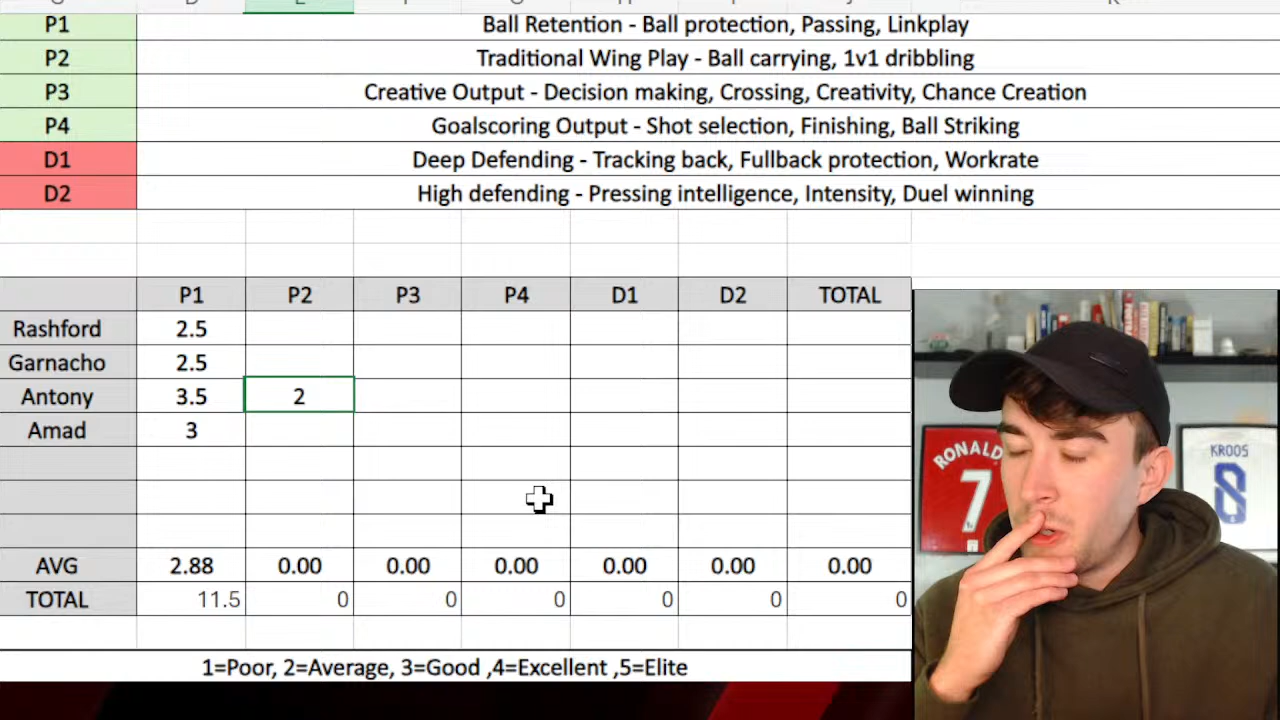 P1 Ball Retention - Ball protection, Passing, Linkplay
P2 Traditional Wing Play - Ball carrying, 1v1 dribbling
P3 Creative Output - Decision making, Crossing, Creativity, Chance Creation
P4 Goalscoring Output - Shot selection, Finishing, Ball Striking
D1 Deep Defending - Tracking back, Fullback protection, Workrate
D2 High defending - Pressing intelligence, Intensity, Duel winning
P1 P2 P3 P4 D1 D2 TOTAL
Rashford 2.5
Garnacho 2.5
Antony 3.5 2
Amad 3
AVG 2.88 0.00 0.00 0.00 0.00 0.00 0.00
TOTAL 11.5 0 0 0 0 0 0
1=Poor, 2=Average, 3=Good ,4=Excellent ,5=Elite
RONALDO
7
KROOS
8